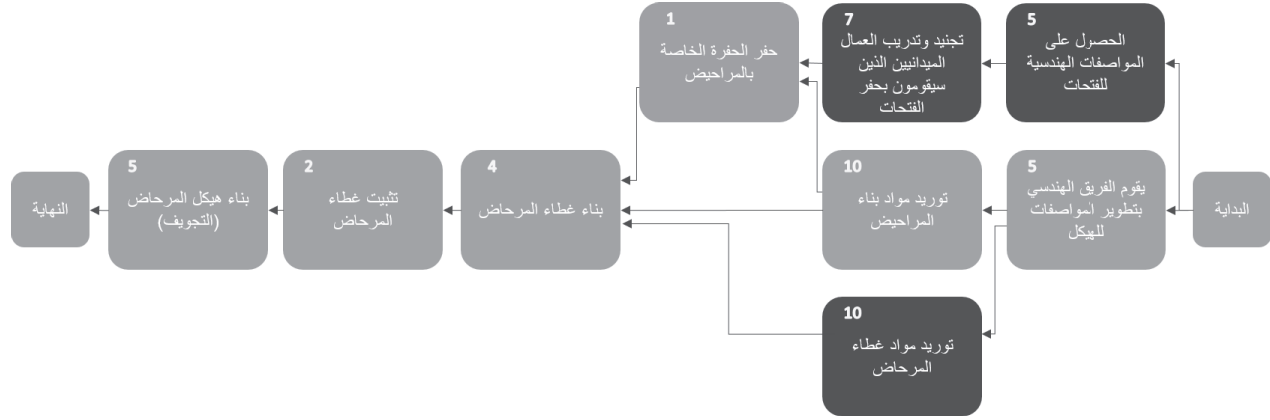 البداية
5
الحصول على
المواصفات الهندسية
للفتحات
7
تجنيد وتدريب العمال
الميدانيين الذين
سيقومون بحفر
الفتحات
1
حفر الحفرة الخاصة
بالمراحيض
5
يقوم الفريق الهندسي
بتطوير المواصفات
للهيكل
10
توريد مواد بناء
المراحيض
4
بناء غطاء المرحاض
2
تثبيت غطاء
المرحاض
5
بناء هيكل المرحاض
(التجويف)
النهاية
10
توريد مواد غطاء
المرحاض